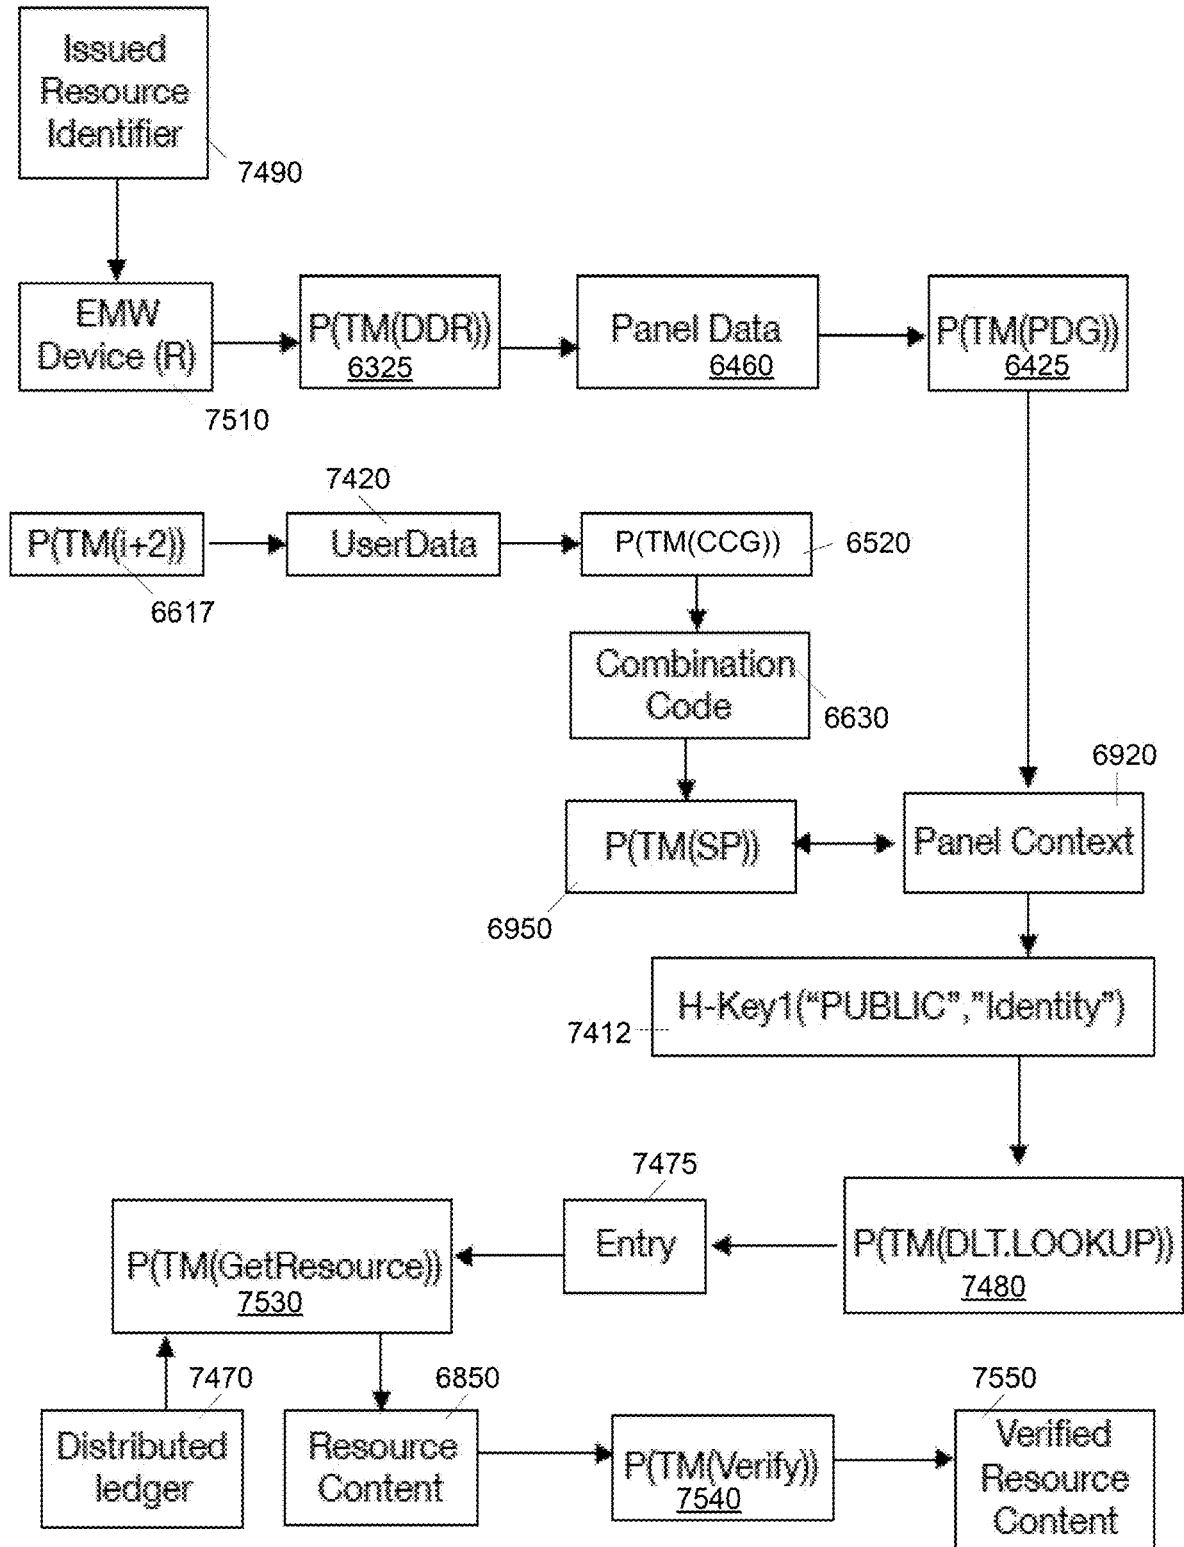 Issued
Resource
Identifier
7490
EMW
Device (R)
7510
P(TM(DDR))
6325
Panel Data
6460
P(TM(PDG))
6425
7420
P(TM(i+2))
6617
UserData
P(TM(CCG))
6520
Combination
Code
6630
6920
P(TM(SP))
6950
Panel Context
H-Key1("PUBLIC","Identity")
7412
7475
P(TM(GetResource))
7530
Entry
P(TM(DLT.LOOKUP))
7480
7470
6850
7550
Distributed
ledger
Resource
Content
P(TM(Verify))
7540
Verified
Resource
Content